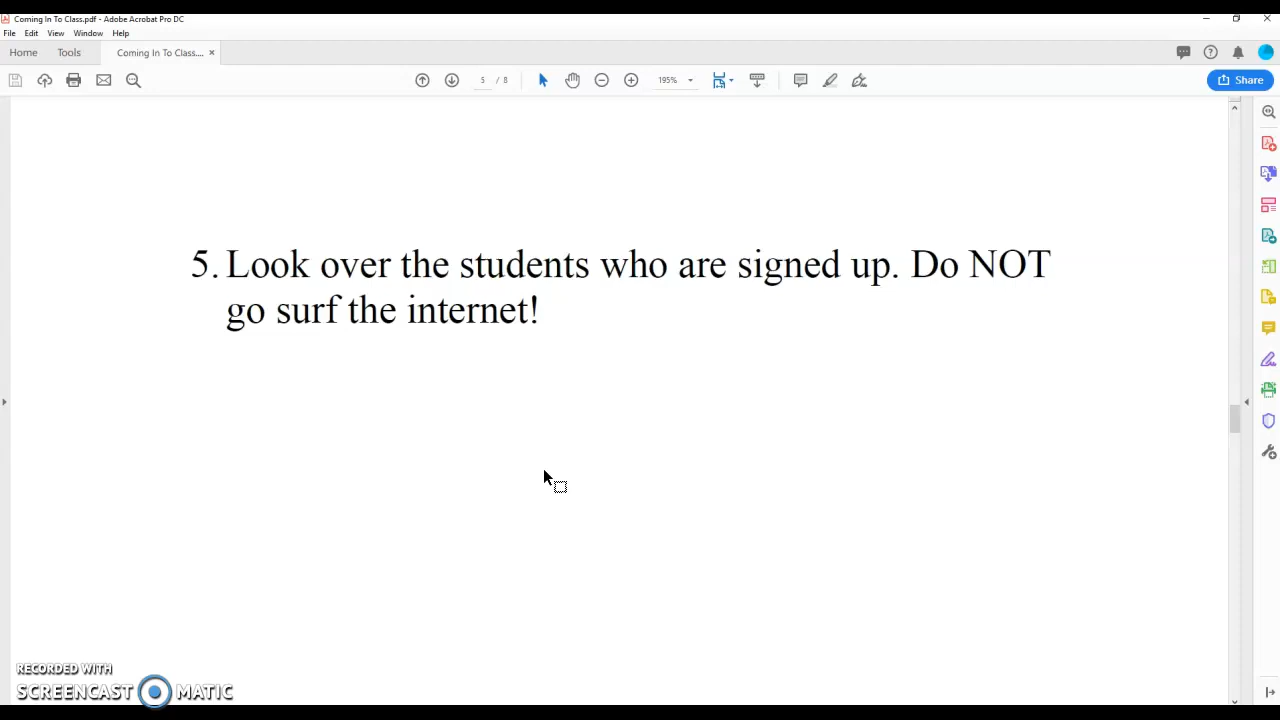 Coming In To Class.pdf - Adobe Acrobat Pro DC
File Edit View Window Help
Home Tools Coming In To Class.... ×
5 / 8 195% Share
5. Look over the students who are signed up. Do NOT
go surf the internet!
RECORDED WITH
SCREENCAST MATIC